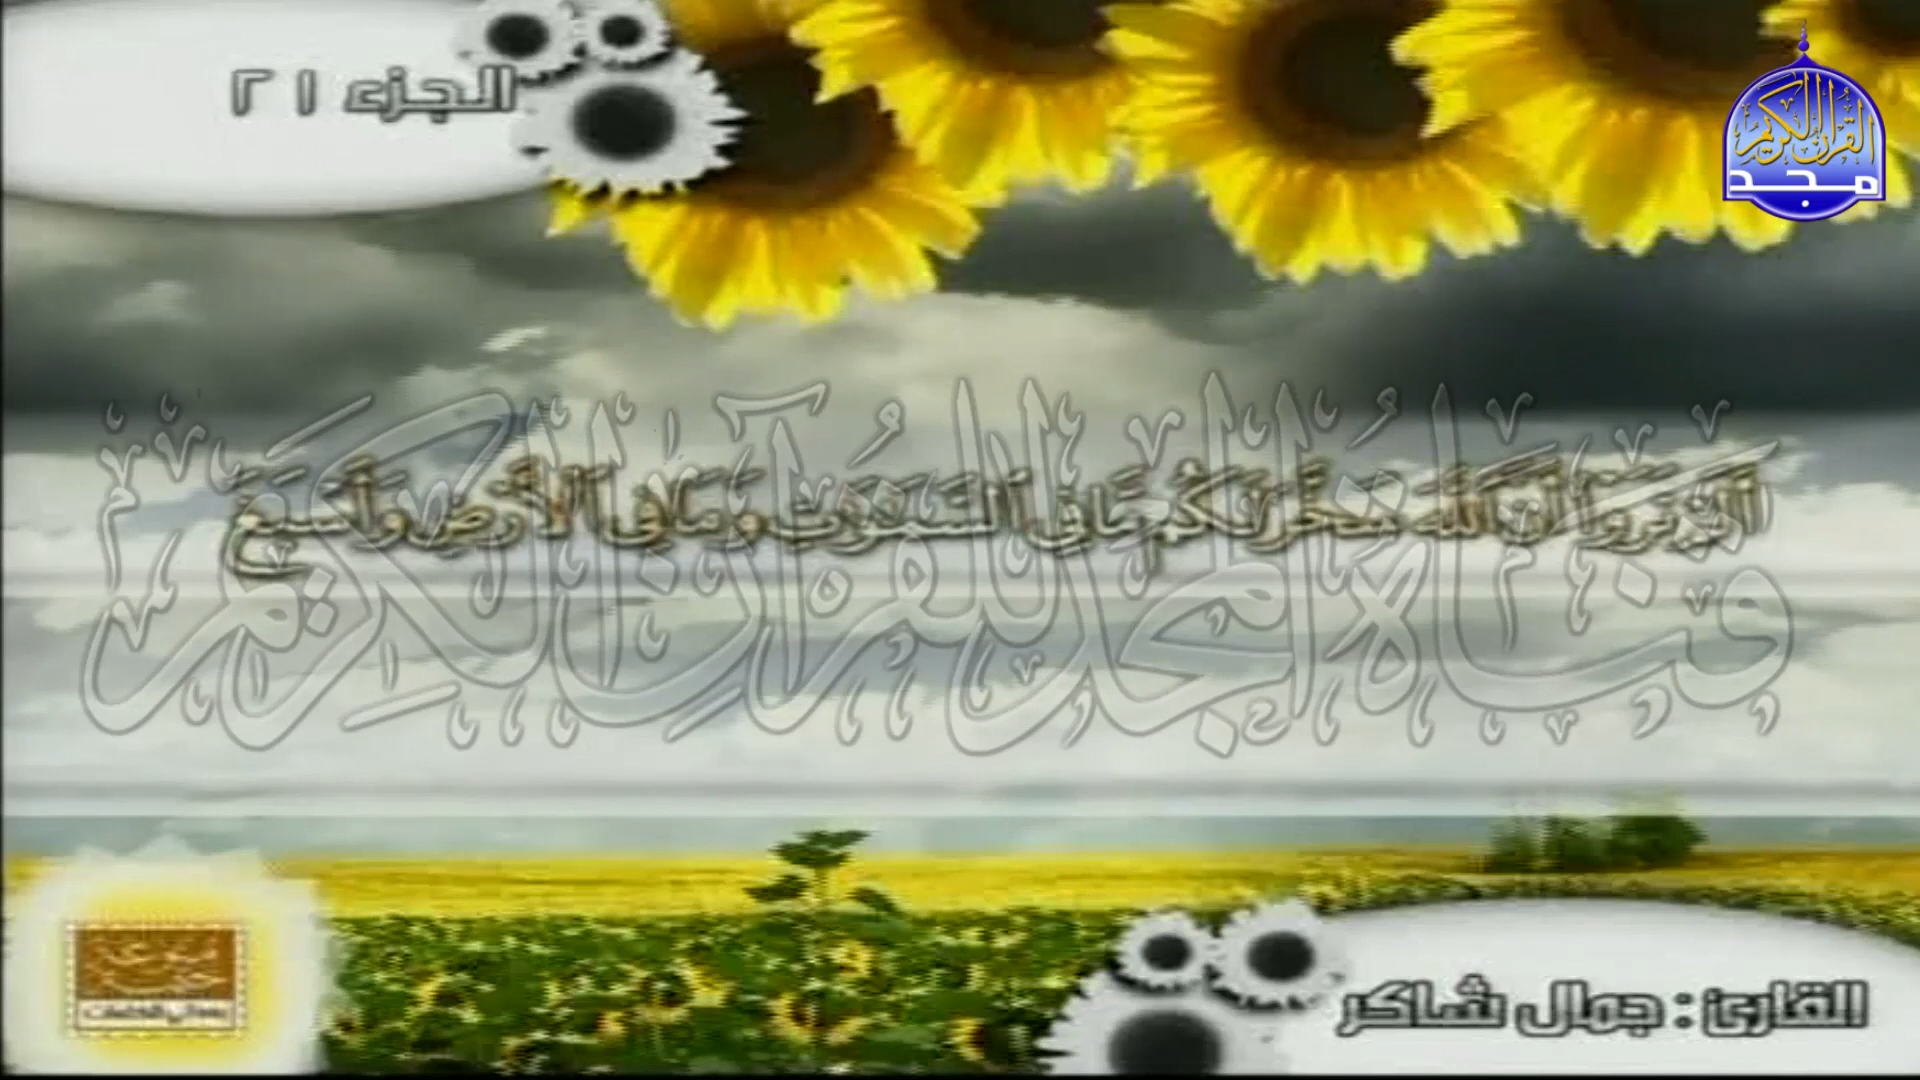 الجزء ٢١
القرآن الكريم
مجد
أَلَمْ تَرَوْا أَنَّ اللَّهَ سَخَّرَ لَكُم مَّا فِي السَّمَوَتِ وَمَا فِي الْأَرْضِ وَأَسْبَغَ
قناة المجد للقرآن الكريم
القارئ : جمال شاكر